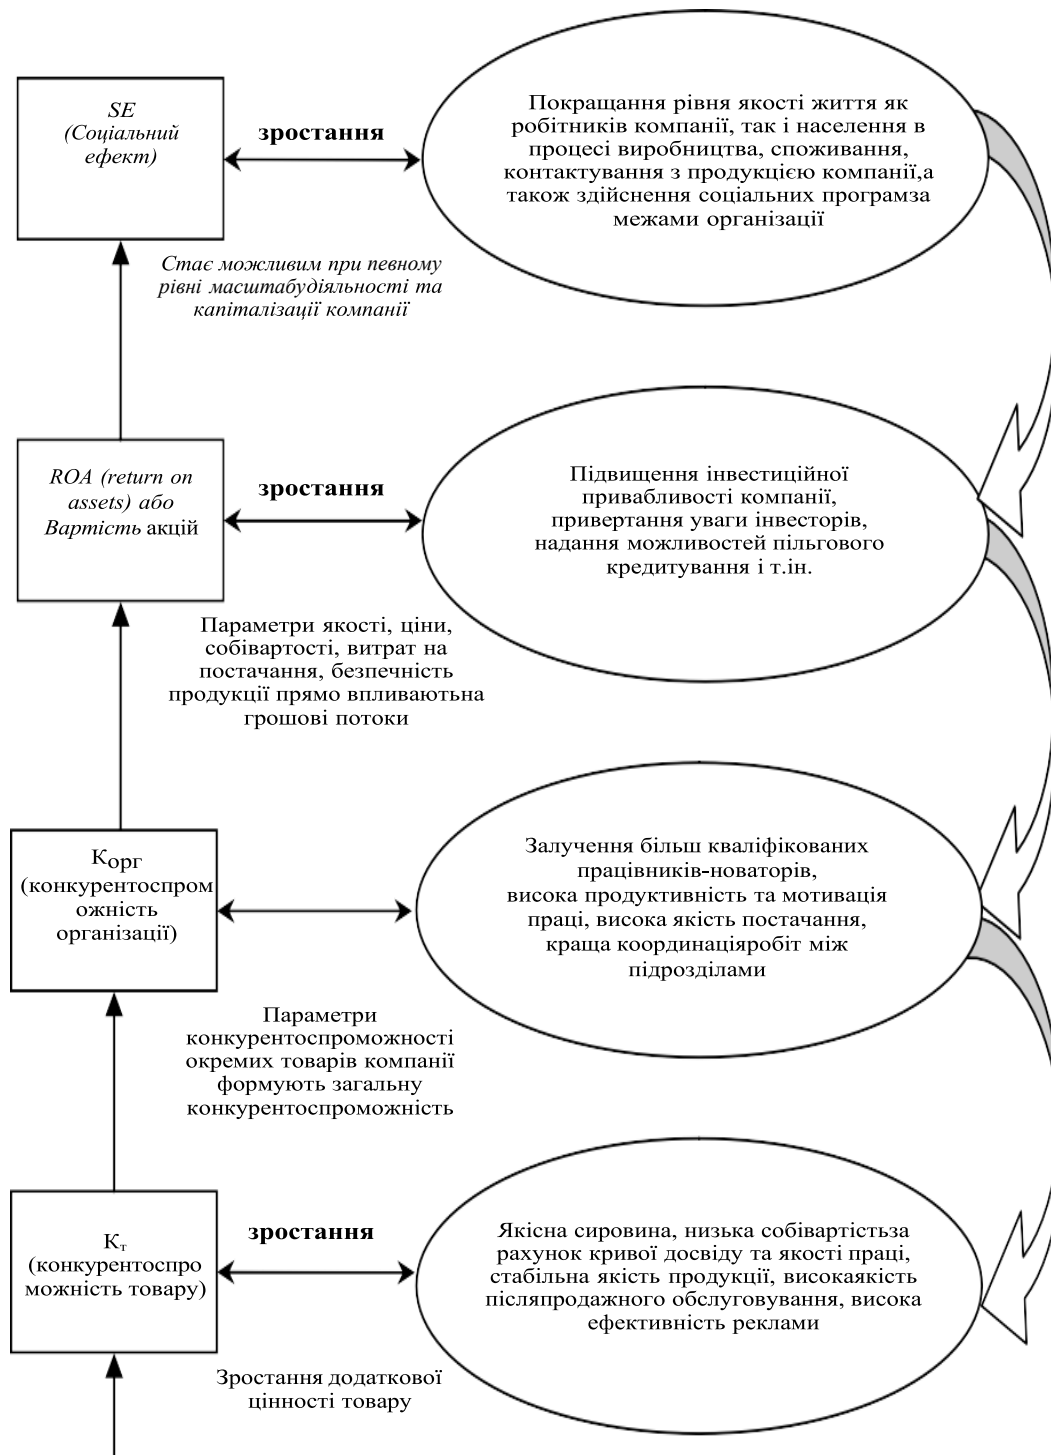 SE
(Соціальний
ефект)
зростання
Покращання рівня якості життя як
робітників компанії, так і населення в
процесі виробництва, споживання,
контактування з продукцією компанії,а
також здійснення соціальних програмза
межами організації
Стає можливим при певному
рівні масштабудіяльності та
капіталізації компанії
ROA (return on
assets) або
Вартість акцій
зростання
Підвищення інвестиційної
привабливості компанії,
привертання уваги інвесторів,
надання можливостей пільгового
кредитування і т.ін.
Параметри якості, ціни,
собівартості, витрат на
постачання, безпечність
продукції прямо впливаютьна
грошові потоки
Корг
(конкурентоспром
ожність
організації)
Залучення більш кваліфікованих
працівників-новаторів,
висока продуктивність та мотивація
праці, висока якість постачання,
краща координаціяробіт між
підрозділами
Параметри
конкурентоспроможності
окремих товарів компанії
формують загальну
конкурентоспроможність
Кт
(конкурентоспро
можність товару)
зростання
Якісна сировина, низька собівартістьза
рахунок кривої досвіду та якості праці,
стабільна якість продукції, високаякість
післяпродажного обслуговування, висока
ефективність реклами
Зростання додаткової
цінності товару